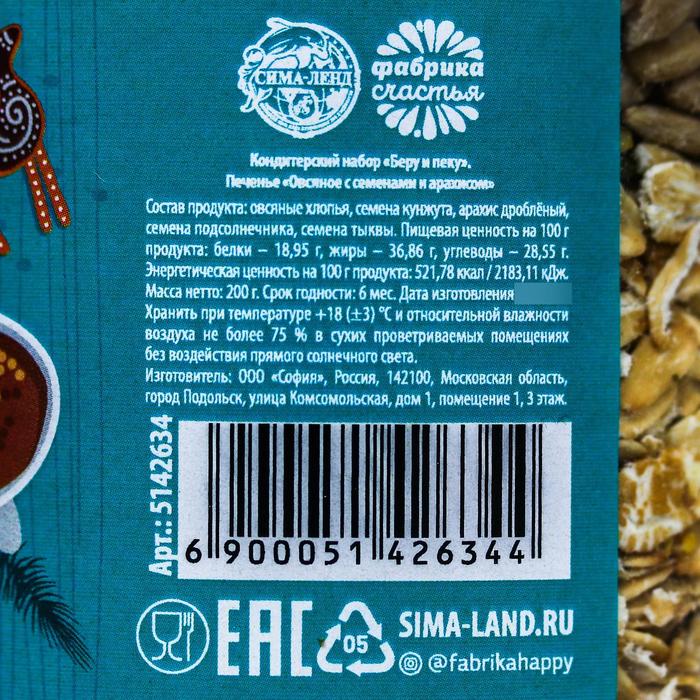 СИМА-ЛЕНД
фабрика
счастья
Кондитерский набор «Беру и пеку».
Печенье «Овсяное с семенами и арахисом»
Состав продукта: овсяные хлопья, семена кунжута, арахис дроблёный,
семена подсолнечника, семена тыквы. Пищевая ценность на 100 г
продукта: белки – 18,95 г, жиры – 36,86 г, углеводы – 28,55 г.
Энергетическая ценность на 100 г продукта: 521,78 ккал / 2183,11 кДж.
Масса нетто: 200 г. Срок годности: 6 мес. Дата изготовления
Хранить при температуре +18 (±3) °C и относительной влажности
воздуха не более 75 % в сухих проветриваемых помещениях
без воздействия прямого солнечного света.
Изготовитель: ООО «София», Россия, 142100, Московская область,
город Подольск, улица Комсомольская, дом 1, помещение 1, 3 этаж.
Арт.: 5142634
6 900051 426344
EAC
05
SIMA-LAND.RU
@fabrikahappy